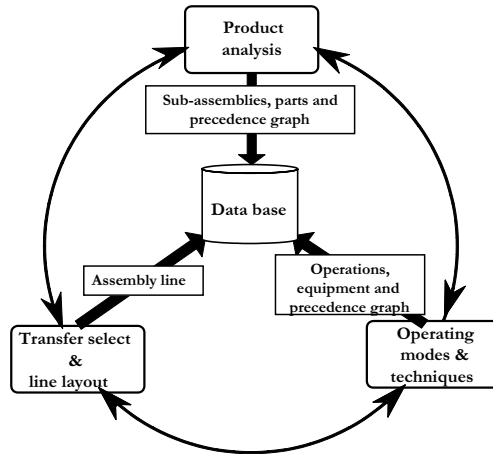 Product
analysis
Sub-assemblies, parts and
precedence graph
Data base
Assembly line
Operations,
equipment and
precedence graph
Transfer select
&
line layout
Operating
modes &
techniques